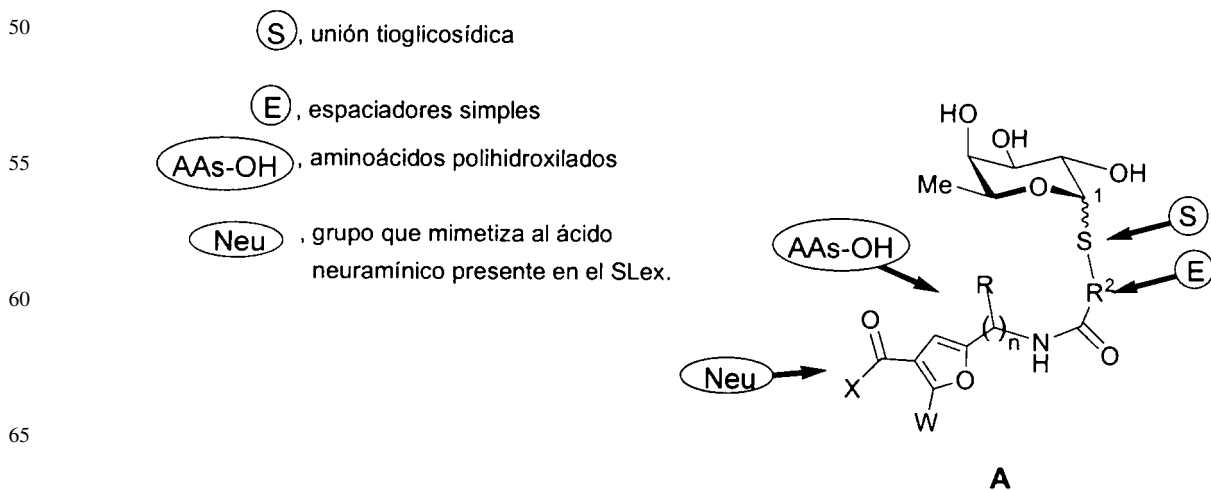 50
S , unión tioglicosídica
E , espaciadores simples
55
AAs-OH , aminoácidos polihidroxilados
Neu , grupo que mimetiza al ácido
neuramínico presente en el SLex.
60
65
HO
OH
OH
Me
O
1
S
S
AAs-OH
R
R2
E
O
( )n
N
H
O
Neu
X
O
W
A